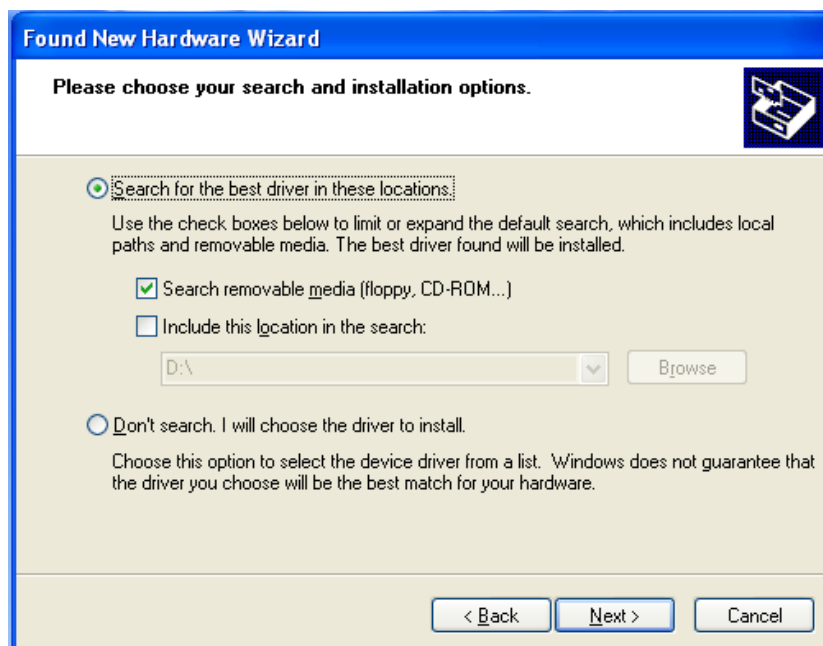 Found New Hardware Wizard
Please choose your search and installation options.
Search for the best driver in these locations.
Use the check boxes below to limit or expand the default search, which includes local
paths and removable media. The best driver found will be installed.
Search removable media (floppy, CD-ROM...)
Include this location in the search:
D:\
Browse
Don't search. I will choose the driver to install.
Choose this option to select the device driver from a list. Windows does not guarantee that
the driver you choose will be the best match for your hardware.
< Back
Next >
Cancel